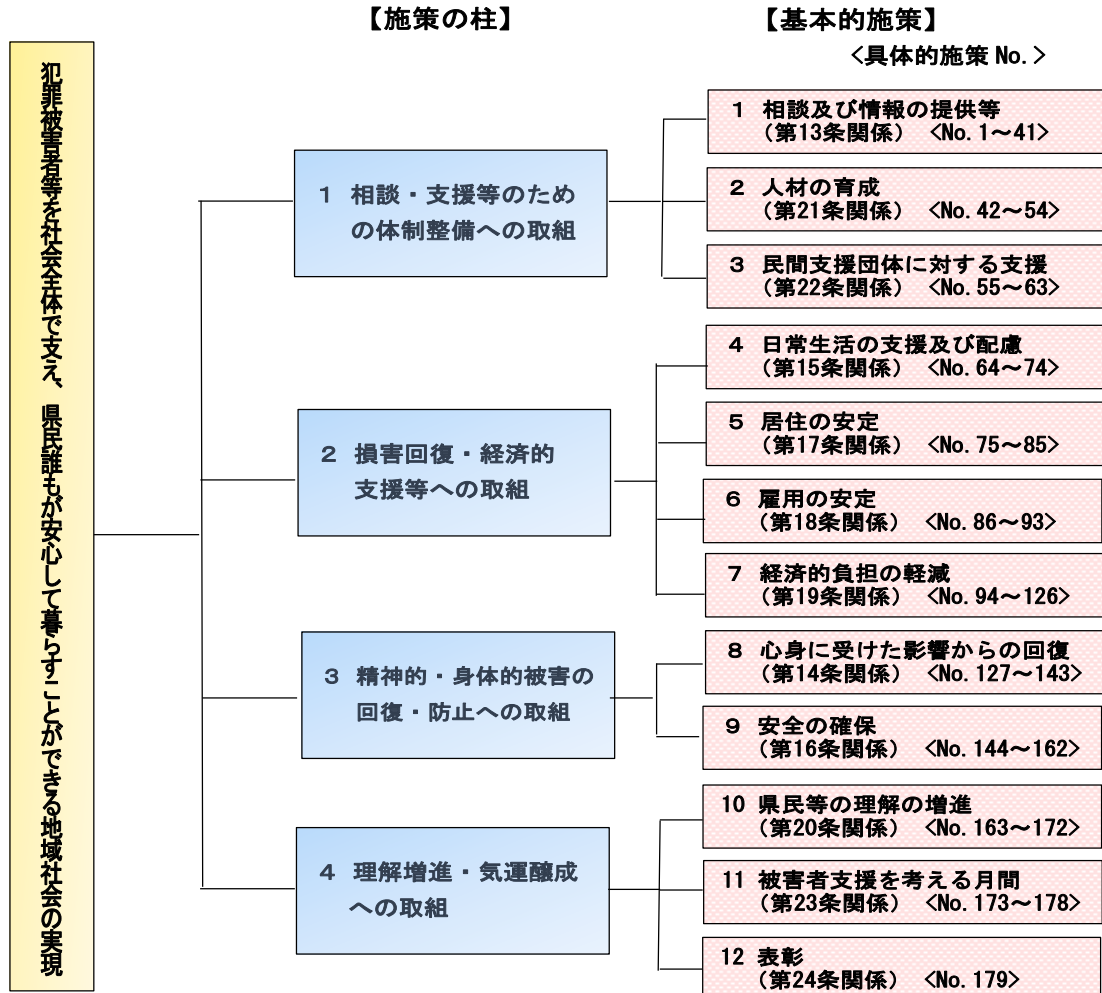 【施策の柱】
【基本的施策】
<具体的施策 No.>
犯罪被害者等を社会全体で支え、県民誰もが安心して暮らすことができる地域社会の実現
1 相談・支援等のため
の体制整備への取組
1 相談及び情報の提供等
(第13条関係) <No. 1～41>
2 人材の育成
(第21条関係) <No. 42～54>
3 民間支援団体に対する支援
(第22条関係) <No. 55～63>
2 損害回復・経済的
支援等への取組
4 日常生活の支援及び配慮
(第15条関係) <No. 64～74>
5 居住の安定
(第17条関係) <No. 75～85>
6 雇用の安定
(第18条関係) <No. 86～93>
7 経済的負担の軽減
(第19条関係) <No. 94～126>
3 精神的・身体的被害の
回復・防止への取組
8 心身に受けた影響からの回復
(第14条関係) <No. 127～143>
9 安全の確保
(第16条関係) <No. 144～162>
4 理解増進・気運醸成
への取組
10 県民等の理解の増進
(第20条関係) <No. 163～172>
11 被害者支援を考える月間
(第23条関係) <No. 173～178>
12 表彰
(第24条関係) <No. 179>